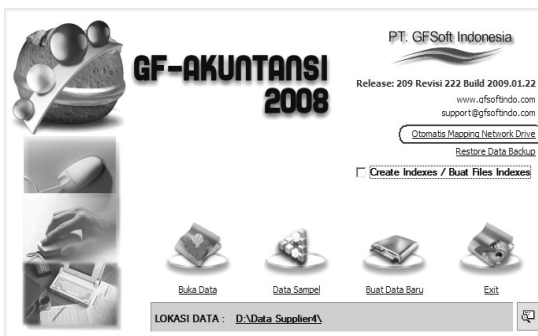 PT. GFSoft Indonesia
GF-AKUNTANSI
2008
Release: 209 Revisi 222 Build 2009.01.22
www.gfsoftindo.com
support@gfsoftindo.com
Otomatis Mapping Network Drive
Restore Data Backup
Create Indexes / Buat Files Indexes
Buka Data
Data Sampel
Buat Data Baru
Exit
LOKASI DATA : D:\Data Supplier4\